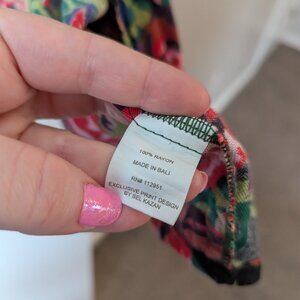 100% RAYON
MADE IN BALI
RN# 112951
EXCLUSIVE PRINT DESIGN
BY BEL KAZAN